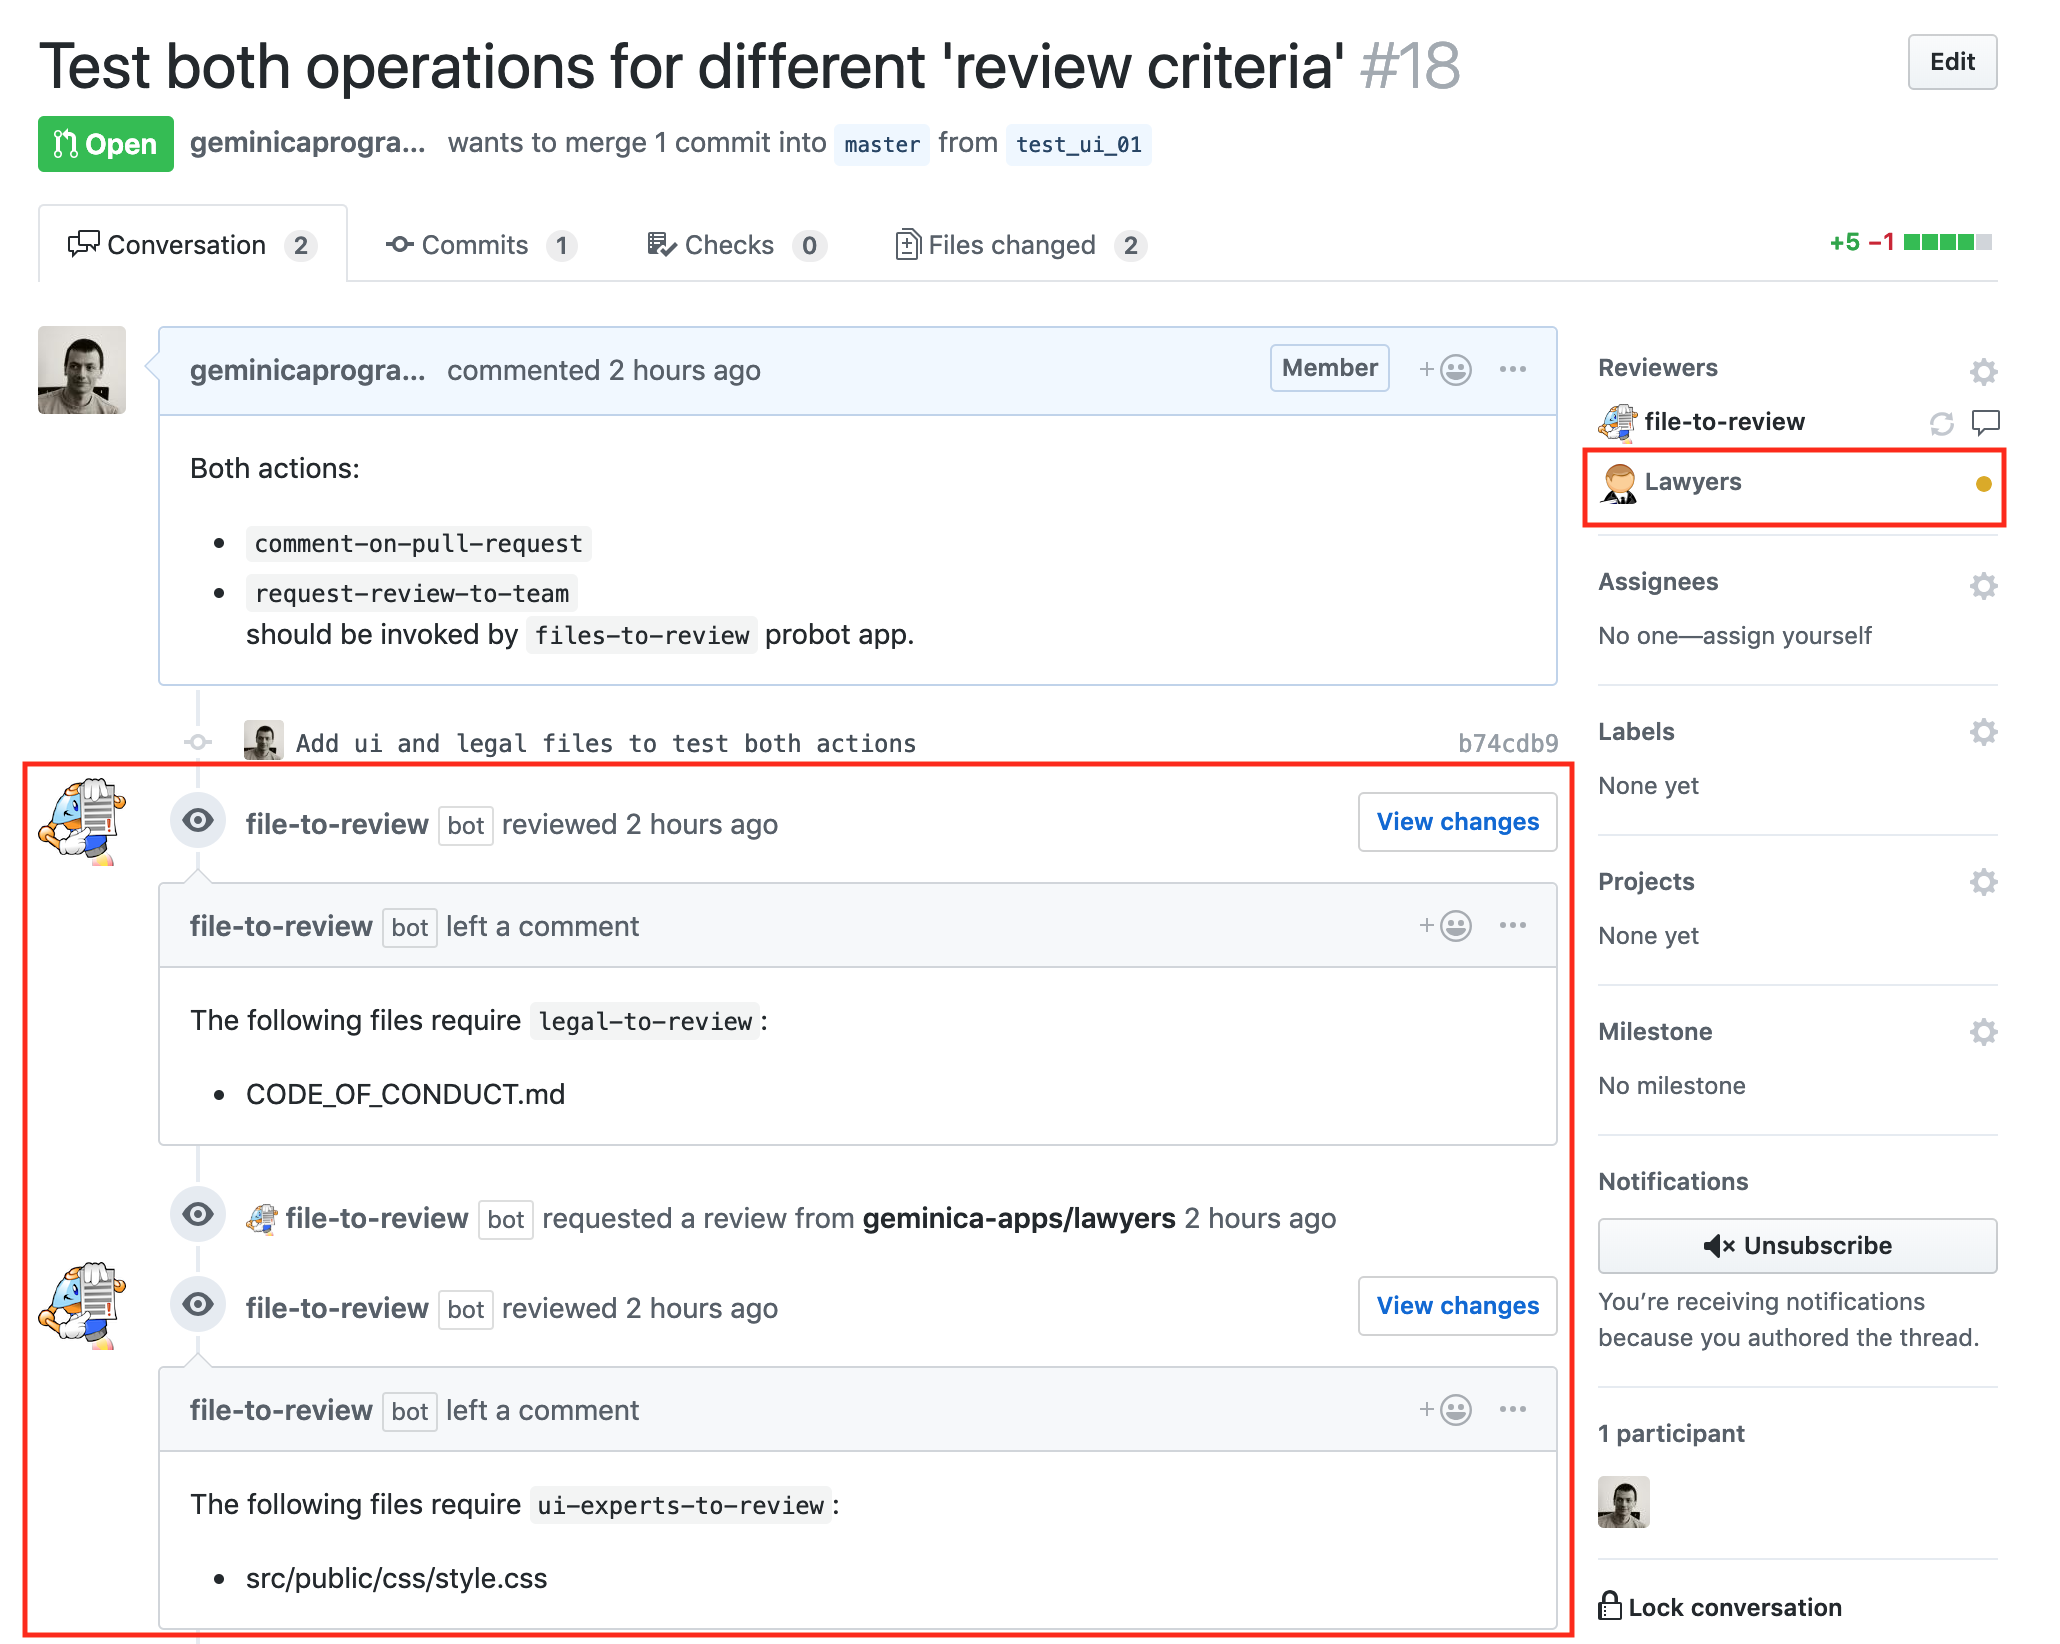 Test both operations for different 'review criteria' #18
Edit
Open geminicaprogra... wants to merge 1 commit into master from test_ui_01
Conversation 2 Commits 1 Checks 0 Files changed 2 +5 −1
geminicaprogra... commented 2 hours ago Member
Both actions:
comment-on-pull-request
request-review-to-team
should be invoked by files-to-review probot app.
Add ui and legal files to test both actions b74cdb9
file-to-review bot reviewed 2 hours ago View changes
file-to-review bot left a comment
The following files require legal-to-review:
CODE_OF_CONDUCT.md
file-to-review bot requested a review from geminica-apps/lawyers 2 hours ago
file-to-review bot reviewed 2 hours ago View changes
file-to-review bot left a comment
The following files require ui-experts-to-review:
src/public/css/style.css
Reviewers
file-to-review
Lawyers
Assignees
No one—assign yourself
Labels
None yet
Projects
None yet
Milestone
No milestone
Notifications
Unsubscribe
You’re receiving notifications
because you authored the thread.
1 participant
Lock conversation